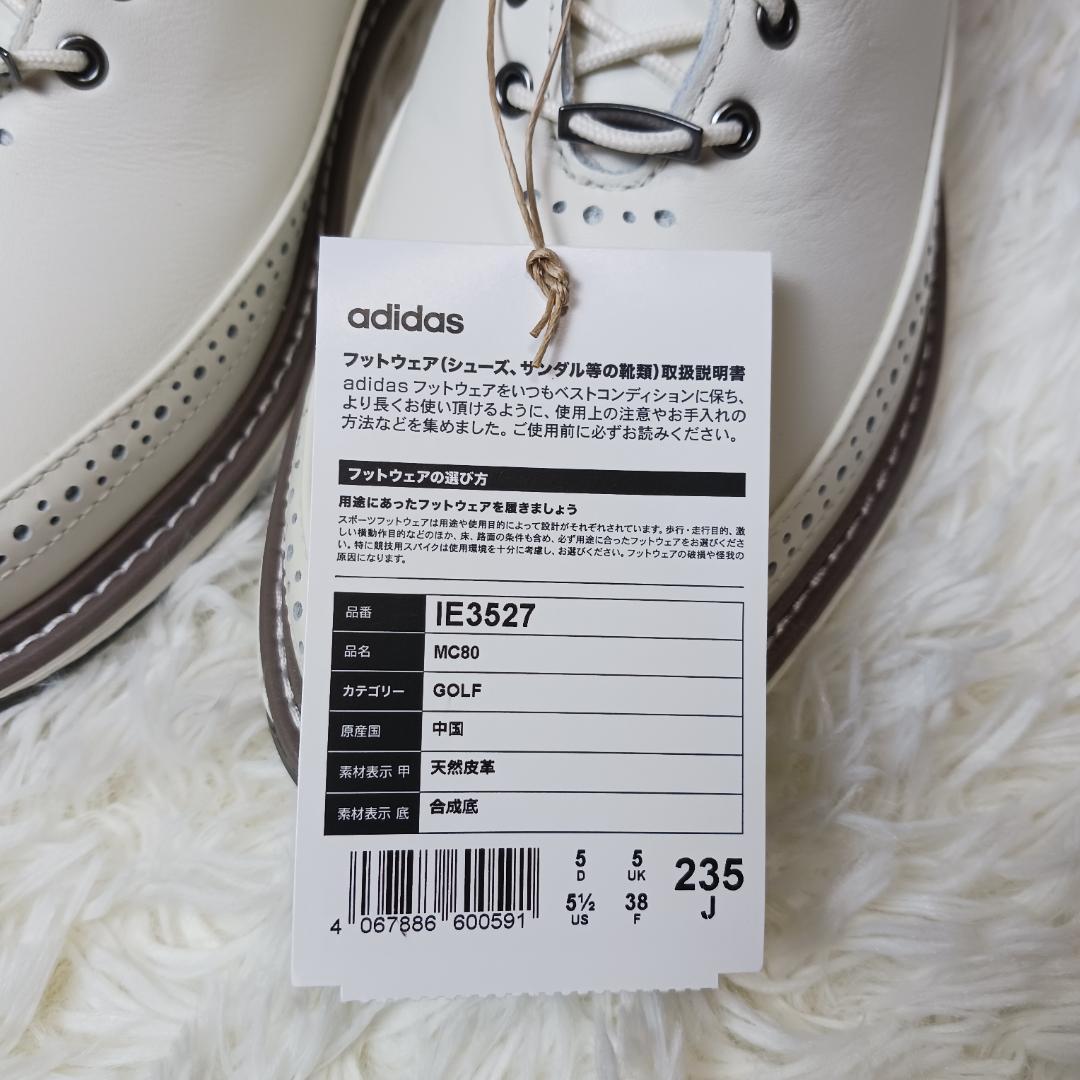 adidas
フットウェア(シューズ、サンダル等の靴類)取扱説明書
adidas フットウェアをいつもベストコンディションに保ち、
より長くお使い頂けるように、使用上の注意やお手入れの
方法などを集めました。ご使用前に必ずお読みください。
フットウェアの選び方
用途にあったフットウェアを履きましょう
スポーツフットウェアは用途や使用目的によって設計がそれぞれされています。歩行・走行目的、激
しい横動作目的などのほか、床、路面の条件も含め、必ず用途に合ったフットウェアをお選びくださ
い。特に競技用スパイクは使用環境を十分に考慮し、お選びください。フットウェアの破損や怪我の
原因になります。
品番 IE3527
品名 MC80
カテゴリー GOLF
原産国 中国
素材表示 甲 天然皮革
素材表示 底 合成底
5 D 5 UK 235 J
5½ US 38 F
4 067886 600591